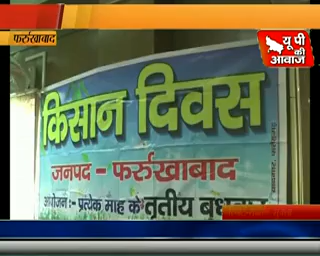 फर्रुखाबाद
यू पी
की
आवाज
किसान दिवस
जनपद - फर्रुखाबाद
आयोजन :- प्रत्येक माह के तृतीय बुधवार